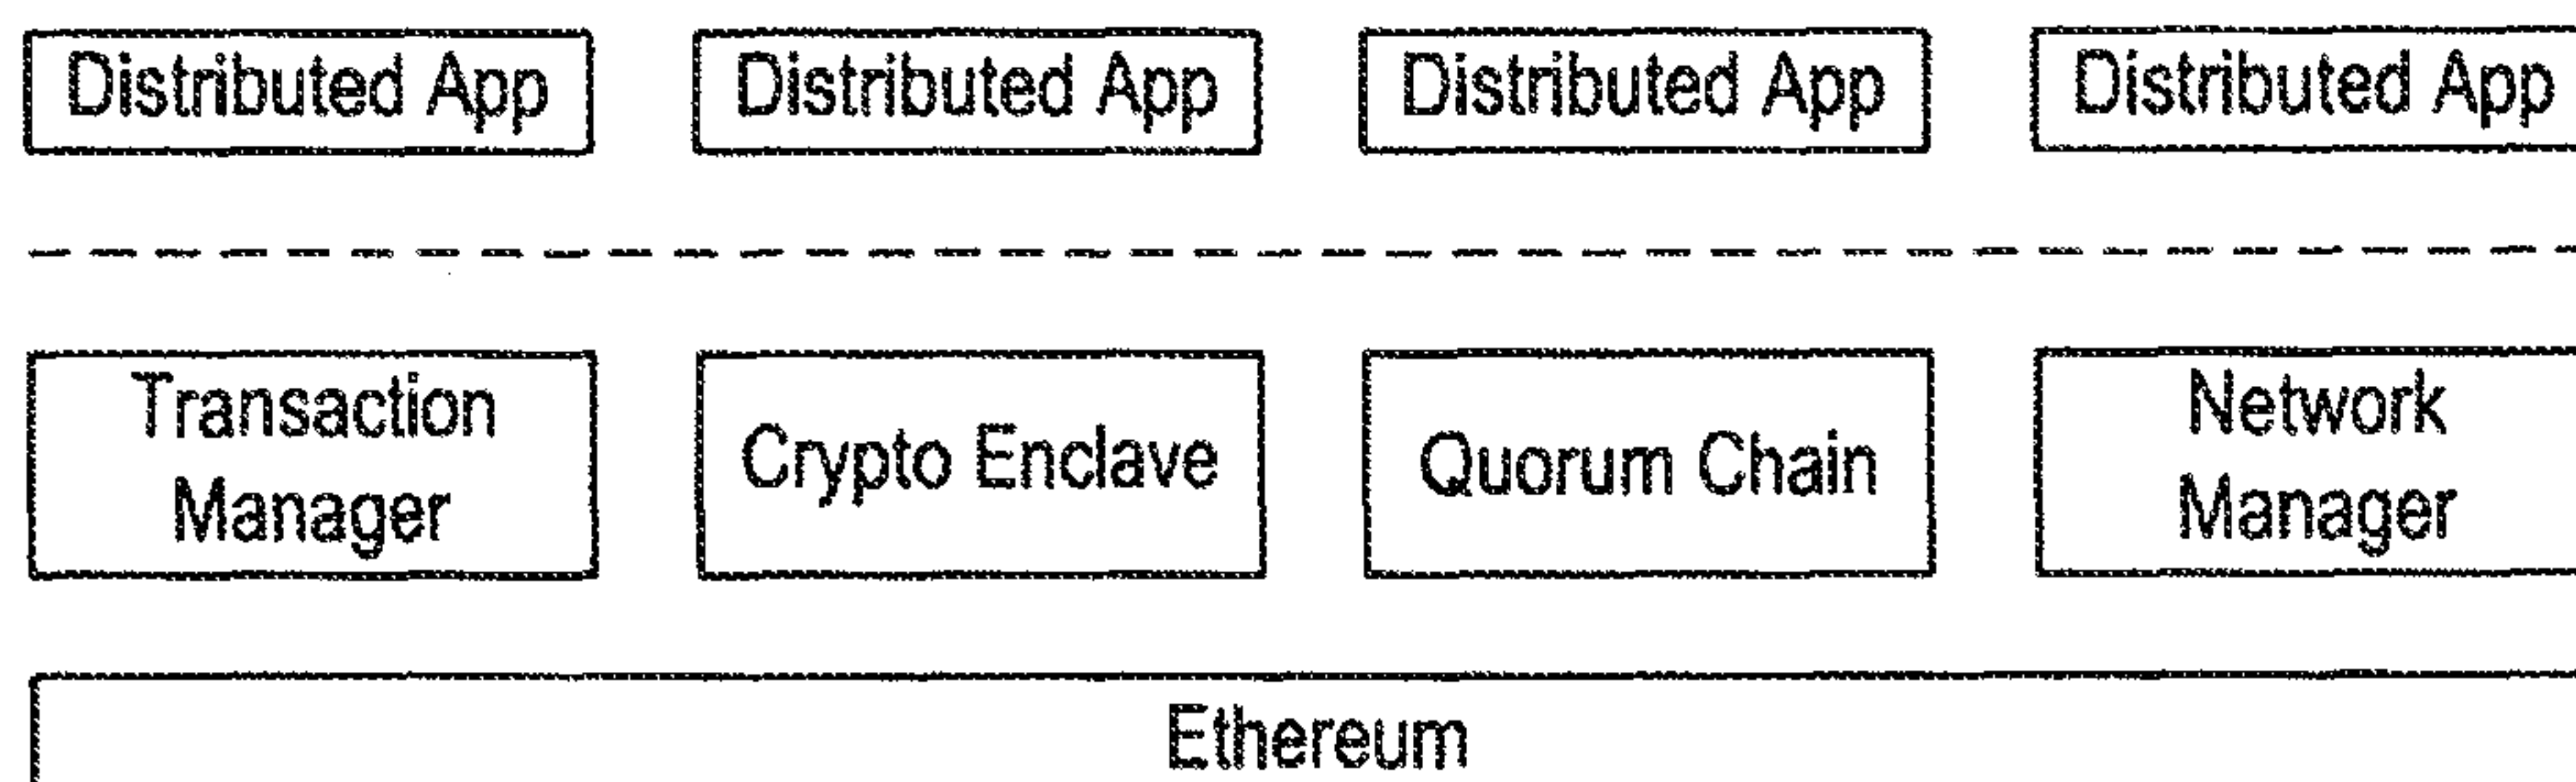 Distributed App Distributed App Distributed App Distributed App
Transaction Manager
Crypto Enclave
Quorum Chain
Network Manager
Ethereum